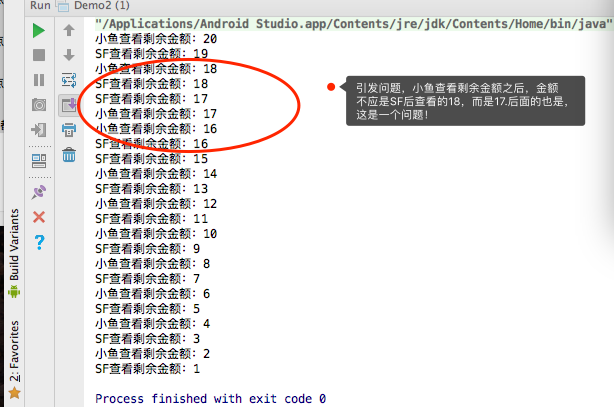 Run Demo2 (1)
"/Applications/Android Studio.app/Contents/jre/jdk/Contents/Home/bin/java"
小鱼查看剩余金额：20
SF查看剩余金额：19
小鱼查看剩余金额：18
SF查看剩余金额：18
SF查看剩余金额：17
小鱼查看剩余金额：17
小鱼查看剩余金额：16
SF查看剩余金额：16
SF查看剩余金额：15
小鱼查看剩余金额：14
SF查看剩余金额：13
小鱼查看剩余金额：12
SF查看剩余金额：11
小鱼查看剩余金额：10
SF查看剩余金额：9
小鱼查看剩余金额：8
SF查看剩余金额：7
小鱼查看剩余金额：6
SF查看剩余金额：5
小鱼查看剩余金额：4
SF查看剩余金额：3
小鱼查看剩余金额：2
SF查看剩余金额：1
Process finished with exit code 0
引发问题，小鱼查看剩余金额之后，金额
不应是SF后查看的18，而是17.后面的也是，
这是一个问题！
Build Variants
2: Favorites